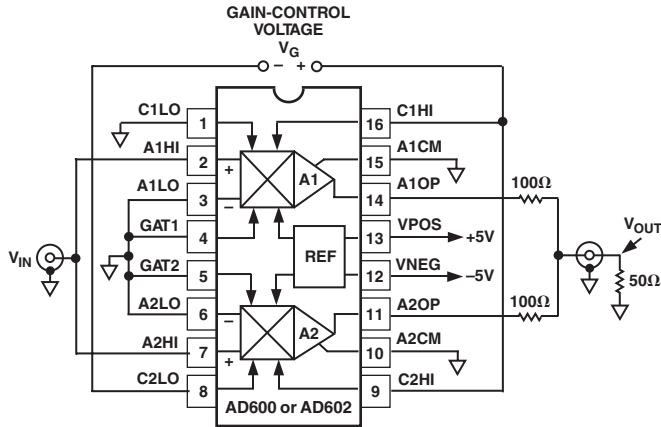 GAIN-CONTROL
VOLTAGE
VG
– +
C1LO
1
A1HI
2
+
A1LO
3
–
GAT1
4
GAT2
5
A2LO
6
–
A2HI
7
+
C2LO
8
A1
REF
A2
AD600 or AD602
C1HI
16
A1CM
15
A1OP
14
100Ω
VPOS
13
+5V
VNEG
12
–5V
A2OP
11
100Ω
A2CM
10
C2HI
9
VIN
VOUT
50Ω